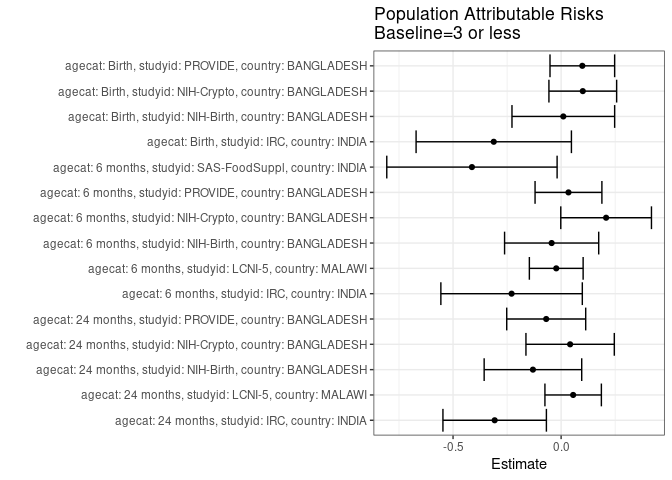 Population Attributable Risks
Baseline=3 or less
agecat: Birth, studyid: PROVIDE, country: BANGLADESH
agecat: Birth, studyid: NIH-Crypto, country: BANGLADESH
agecat: Birth, studyid: NIH-Birth, country: BANGLADESH
agecat: Birth, studyid: IRC, country: INDIA
agecat: 6 months, studyid: SAS-FoodSuppl, country: INDIA
agecat: 6 months, studyid: PROVIDE, country: BANGLADESH
agecat: 6 months, studyid: NIH-Crypto, country: BANGLADESH
agecat: 6 months, studyid: NIH-Birth, country: BANGLADESH
agecat: 6 months, studyid: LCNI-5, country: MALAWI
agecat: 6 months, studyid: IRC, country: INDIA
agecat: 24 months, studyid: PROVIDE, country: BANGLADESH
agecat: 24 months, studyid: NIH-Crypto, country: BANGLADESH
agecat: 24 months, studyid: NIH-Birth, country: BANGLADESH
agecat: 24 months, studyid: LCNI-5, country: MALAWI
agecat: 24 months, studyid: IRC, country: INDIA
-0.5 0.0
Estimate